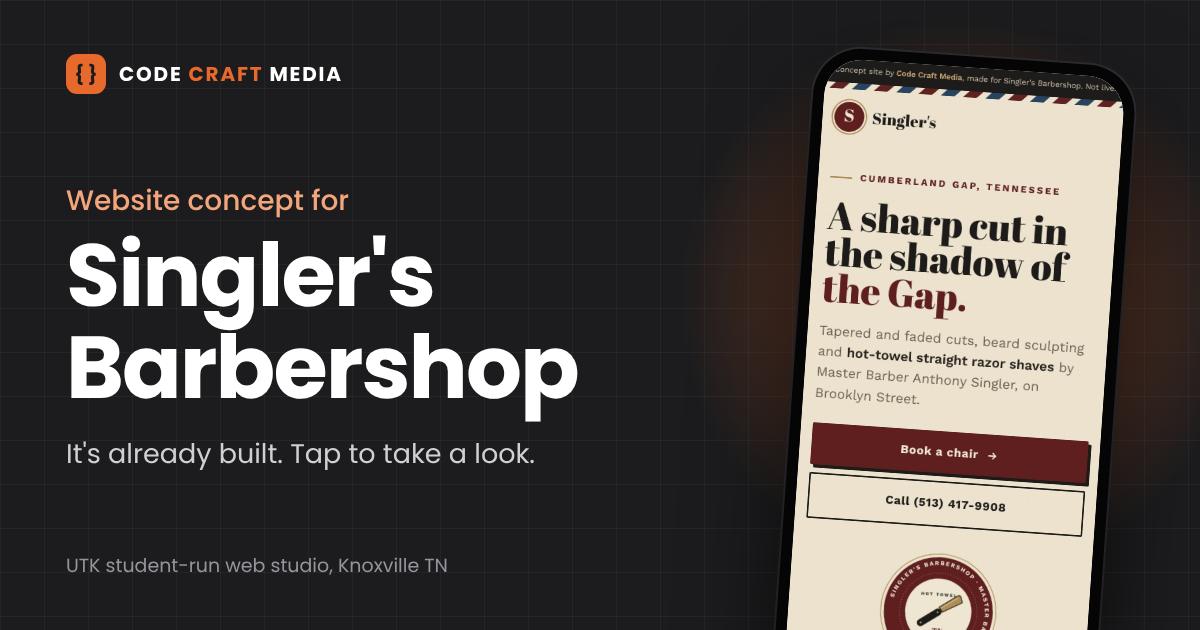 { } CODE CRAFT MEDIA
Website concept for
Singler's
Barbershop
It's already built. Tap to take a look.
UTK student-run web studio, Knoxville TN
concept site by Code Craft Media, made for Singler's Barbershop. Not live.
S Singler's
CUMBERLAND GAP, TENNESSEE
A sharp cut in
the shadow of
the Gap.
Tapered and faded cuts, beard sculpting
and hot-towel straight razor shaves by
Master Barber Anthony Singler, on
Brooklyn Street.
Book a chair →
Call (513) 417-9908
SINGLER'S BARBERSHOP · MASTER
HOT TOWEL